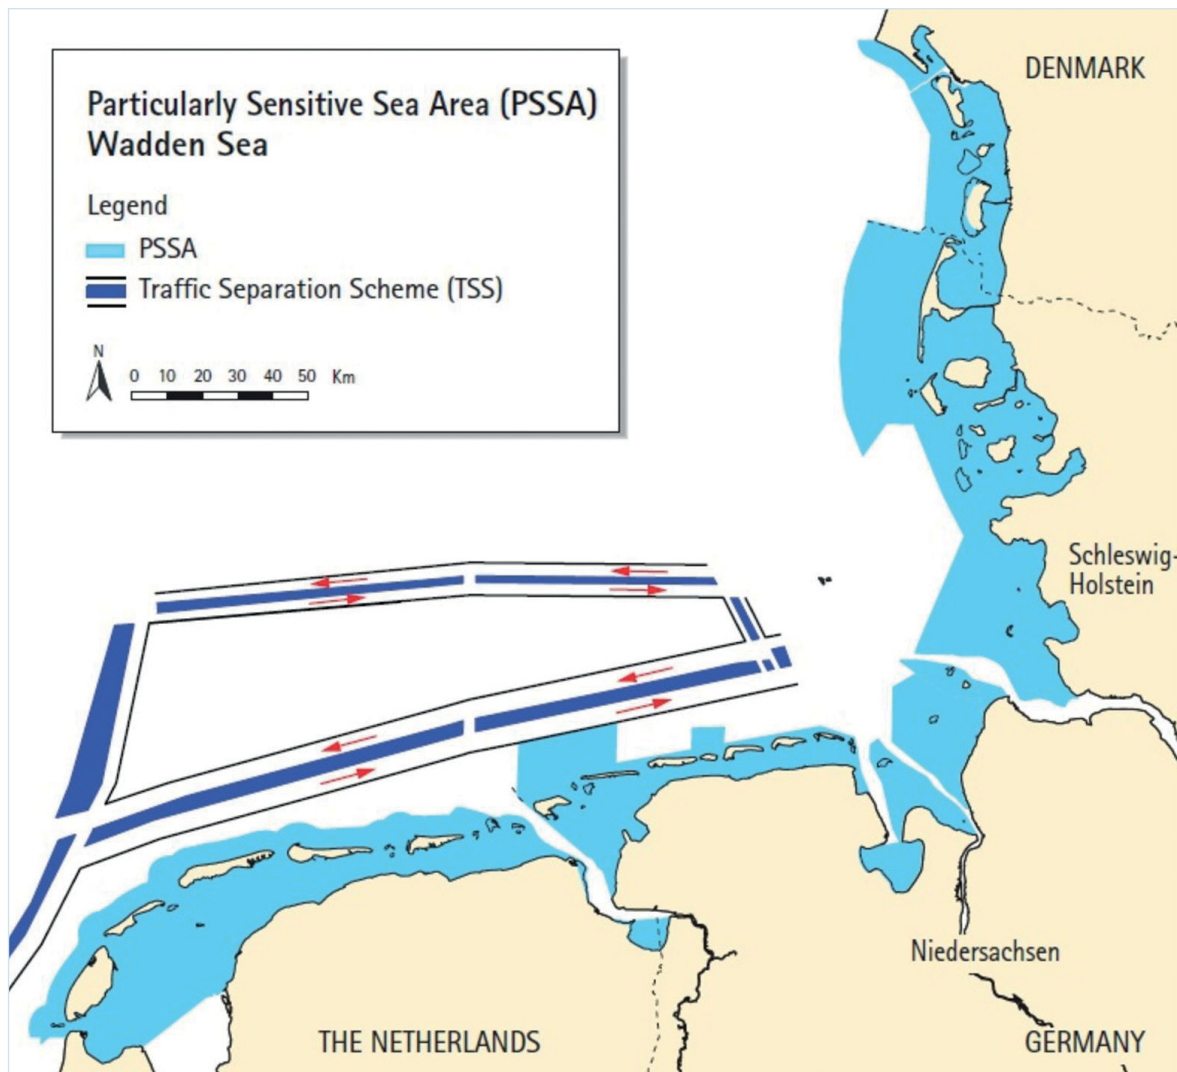 Particularly Sensitive Sea Area (PSSA)
Wadden Sea
Legend
PSSA
Traffic Separation Scheme (TSS)
N
0 10 20 30 40 50 Km
DENMARK
Schleswig-
Holstein
Niedersachsen
THE NETHERLANDS
GERMANY